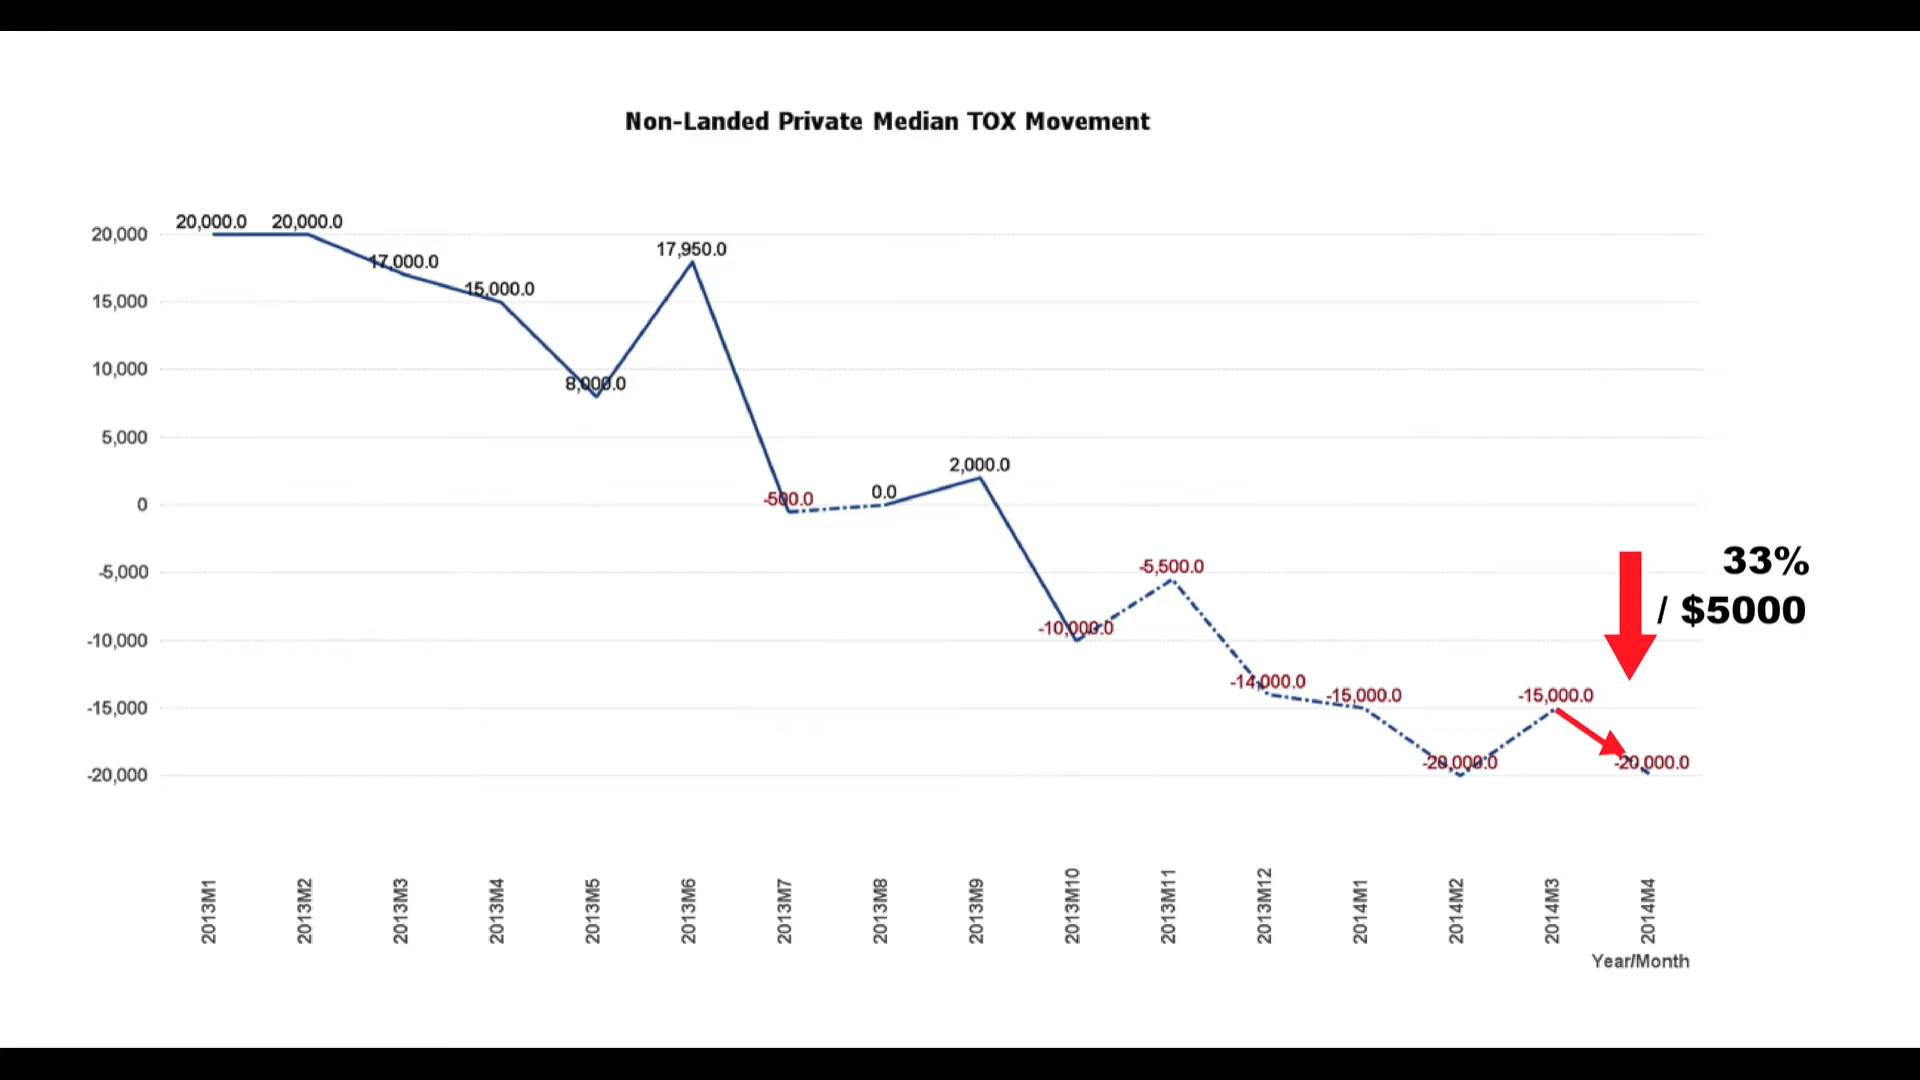 Non-Landed Private Median TOX Movement
20,000
15,000
10,000
5,000
0
-5,000
-10,000
-15,000
-20,000
20,000.0
20,000.0
17,000.0
15,000.0
8,000.0
17,950.0
-500.0
0.0
2,000.0
-10,000.0
-5,500.0
-14,000.0
-15,000.0
-20,000.0
-15,000.0
-20,000.0
33%
/ $5000
2013M1
2013M2
2013M3
2013M4
2013M5
2013M6
2013M7
2013M8
2013M9
2013M10
2013M11
2013M12
2014M1
2014M2
2014M3
2014M4
Year/Month